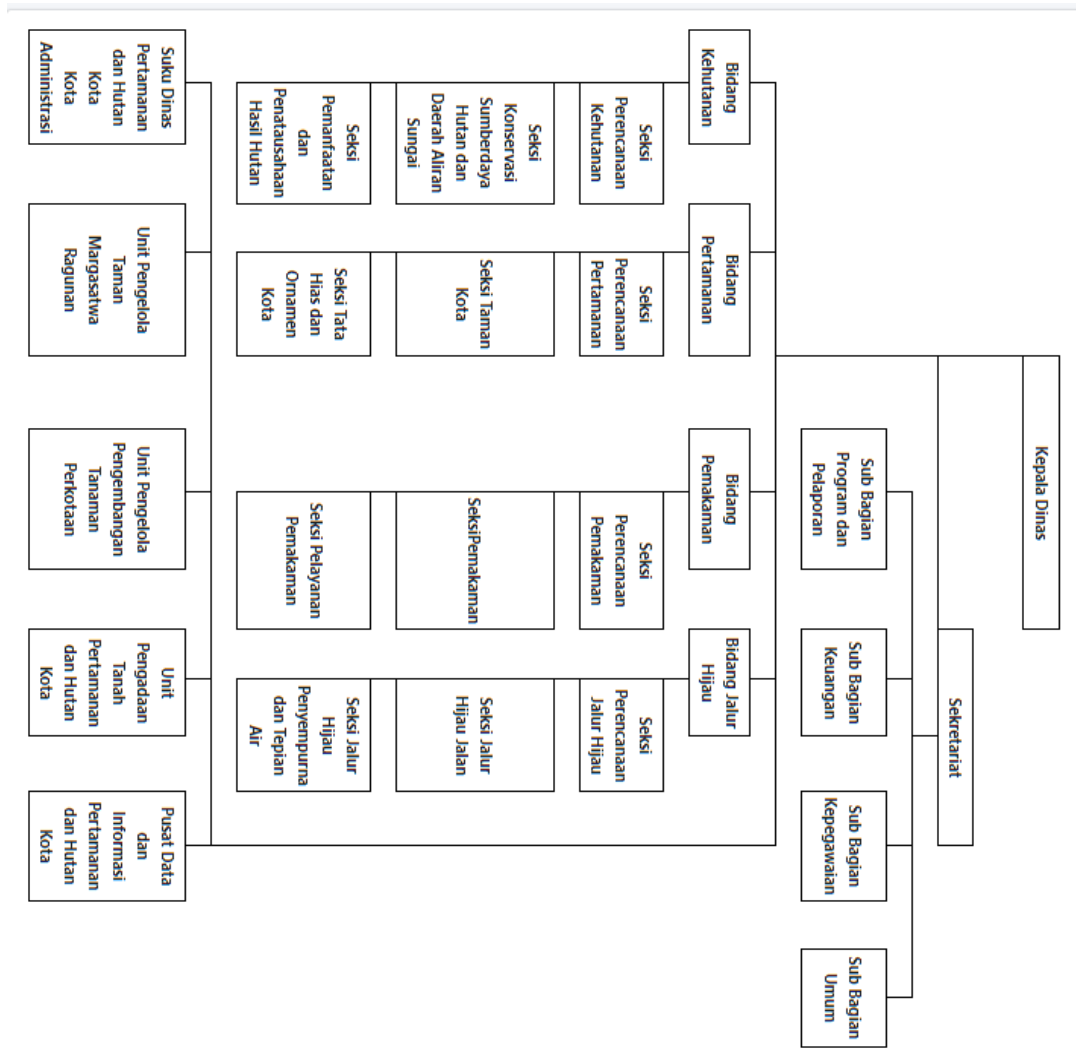 Kepala Dinas
Sekretariat
Sub Bagian
Program dan
Pelaporan
Sub Bagian
Keuangan
Sub Bagian
Kepegawaian
Sub Bagian
Umum
Bidang
Kehutanan
Bidang
Pertamanan
Bidang
Pemakaman
Bidang Jalur
Hijau
Seksi
Perencanaan
Kehutanan
Seksi
Perencanaan
Pertamanan
Seksi
Perencanaan
Pemakaman
Seksi
Perencanaan
Jalur Hijau
Seksi
Konservasi
Sumberdaya
Hutan dan
Daerah Aliran
Sungai
Seksi Taman
Kota
SeksiPemakaman
Seksi Jalur
Hijau Jalan
Seksi
Pemanfaatan
dan
Penatausahaan
Hasil Hutan
Seksi Tata
Hias dan
Ornamen
Kota
Seksi Pelayanan
Pemakaman
Seksi Jalur
Hijau
Penyempurna
dan Tepian
Air
Suku Dinas
Pertamanan
dan Hutan
Kota
Kota
Administrasi
Unit Pengelola
Taman
Margasatwa
Ragunan
Unit Pengelola
Pengembangan
Tanaman
Perkotaan
Unit
Pengadaan
Tanah
Pertamanan
dan Hutan
Kota
Pusat Data
dan
Informasi
Pertamanan
dan Hutan
Kota